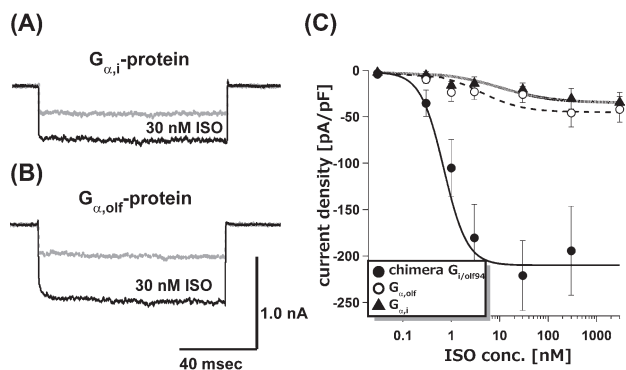 (A)
Gα,i-protein
30 nM ISO
(B)
Gα,olf-protein
30 nM ISO
1.0 nA
40 msec
(C)
current density [pA/pF]
0
-50
-100
-150
-200
-250
chimera Gi/olf94
Gα,olf
Gα,i
0.1 1 10 100 1000
ISO conc. [nM]